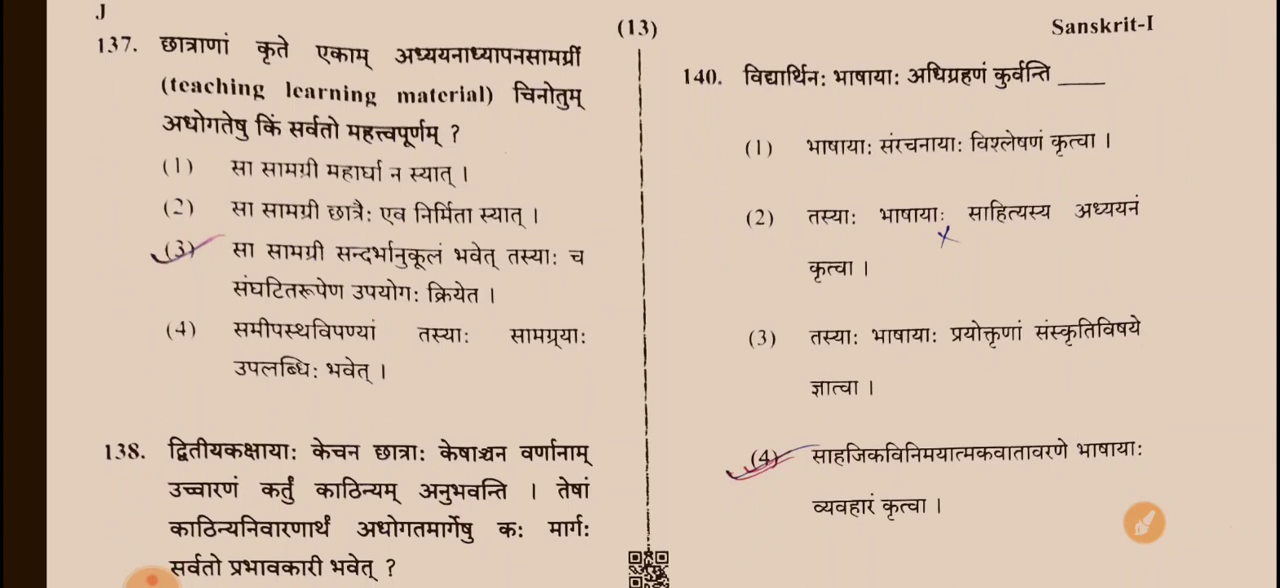 J
(13)
Sanskrit-I
137. छात्राणां कृते एकाम् अध्ययनाध्यापनसामग्रीं
(teaching learning material) चिनोतुम्
अधोगतेषु किं सर्वतो महत्त्वपूर्णम् ?
(1) सा सामग्री महार्घा न स्यात् ।
(2) सा सामग्री छात्रैः एव निर्मिता स्यात् ।
(3) सा सामग्री सन्दर्भानुकूलं भवेत् तस्याः च
संघटितरूपेण उपयोगः क्रियेत ।
(4) समीपस्थविपण्यां तस्याः सामग्र्याः
उपलब्धिः भवेत् ।
138. द्वितीयकक्षायाः केचन छात्राः केषाञ्चन वर्णानाम्
उच्चारणं कर्तुं काठिन्यम् अनुभवन्ति । तेषां
काठिन्यनिवारणार्थं अधोगतमार्गेषु कः मार्गः
सर्वतो प्रभावकारी भवेत् ?
140. विद्यार्थिनः भाषायाः अधिग्रहणं कुर्वन्ति ____
(1) भाषायाः संरचनायाः विश्लेषणं कृत्वा ।
(2) तस्याः भाषायाः साहित्यस्य अध्ययनं
कृत्वा ।
(3) तस्याः भाषायाः प्रयोक्तृणां संस्कृतिविषये
ज्ञात्वा ।
(4) साहजिकविनिमयात्मकवातावरणे भाषायाः
व्यवहारं कृत्वा ।